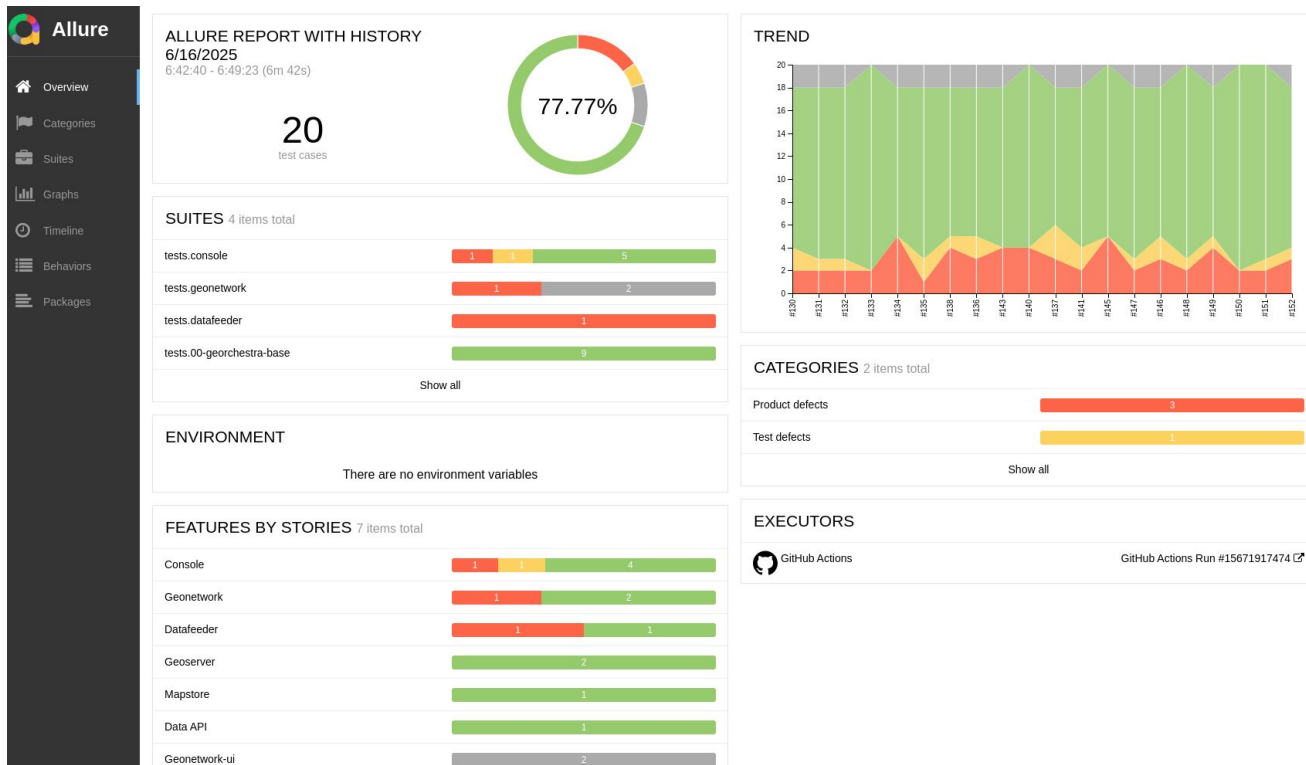 Allure
Overview
Categories
Suites
Graphs
Timeline
Behaviors
Packages
ALLURE REPORT WITH HISTORY
6/16/2025
6:42:40 - 6:49:23 (6m 42s)
20
test cases
77.77%
SUITES 4 items total
tests.console 1 1 5
tests.geonetwork 1 2
tests.datafeeder 1
tests.00-georchestra-base 9
Show all
ENVIRONMENT
There are no environment variables
FEATURES BY STORIES 7 items total
Console 1 1 4
Geonetwork 1 2
Datafeeder 1 1
Geoserver 2
Mapstore 1
Data API 1
Geonetwork-ui 2
TREND
20
18
16
14
12
10
8
6
4
2
0
#130
#131
#132
#133
#134
#135
#138
#136
#143
#140
#137
#141
#145
#147
#146
#148
#149
#150
#151
#152
CATEGORIES 2 items total
Product defects 3
Test defects 1
Show all
EXECUTORS
GitHub Actions GitHub Actions Run #15671917474